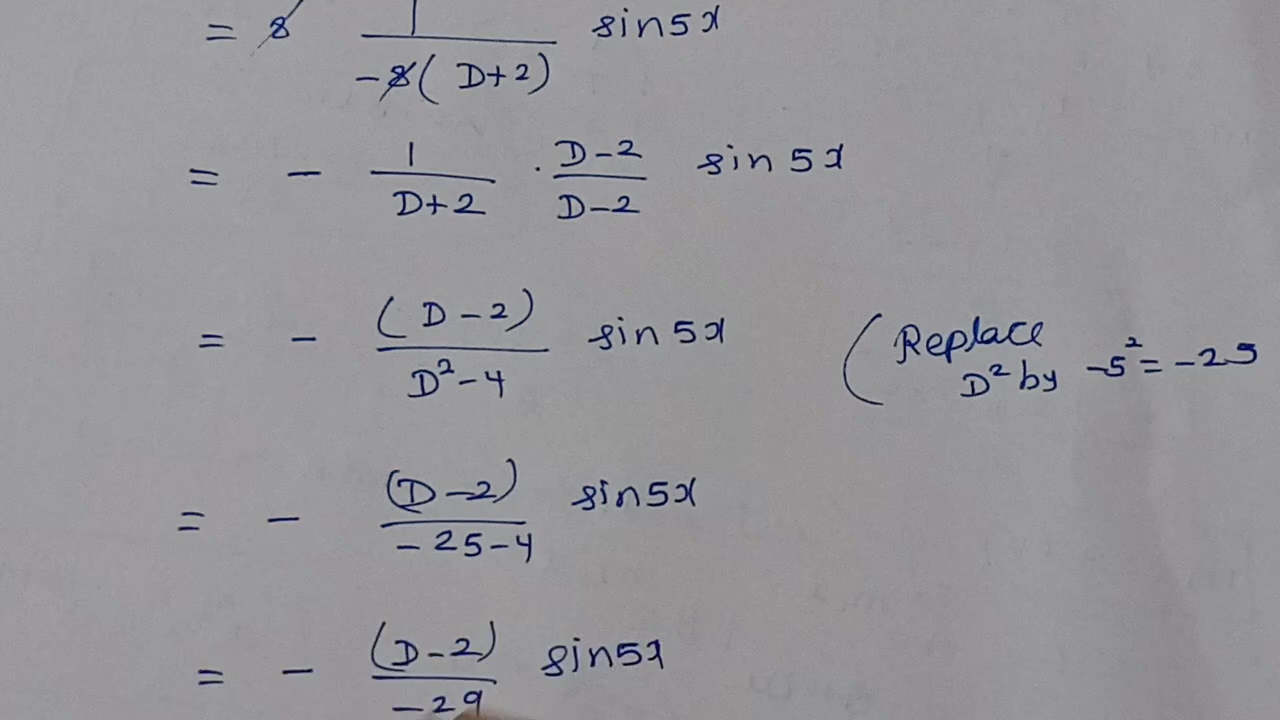 = 8 1/-8(D+2) sin5x
= - 1/D+2 . D-2/D-2 sin 5x
= - (D-2)/D²-4 sin 5x (Replace
D² by -5² = -25
= - (D-2)/-25-4 sin5x
= - (D-2)/-29 sin5x